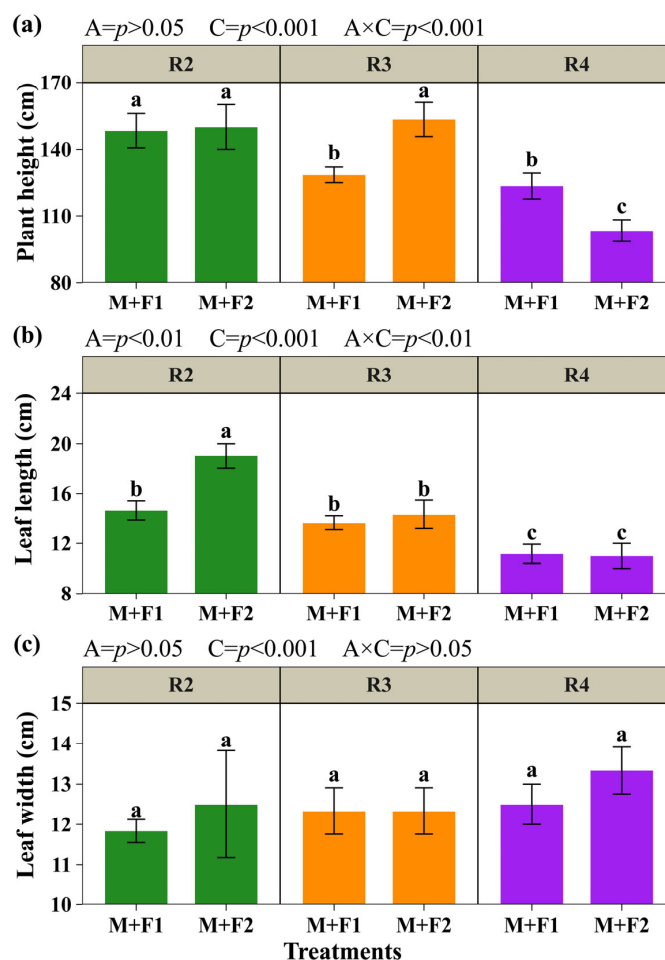 (a) A=p>0.05 C=p<0.001 A×C=p<0.001
R2 R3 R4
Plant height (cm)
170
140
110
80
a a b a b c
M+F1 M+F2 M+F1 M+F2 M+F1 M+F2
(b) A=p<0.01 C=p<0.001 A×C=p<0.01
R2 R3 R4
Leaf length (cm)
24
20
16
12
8
b a b b c c
M+F1 M+F2 M+F1 M+F2 M+F1 M+F2
(c) A=p>0.05 C=p<0.001 A×C=p>0.05
R2 R3 R4
Leaf width (cm)
15
14
13
12
11
10
a a a a a a
M+F1 M+F2 M+F1 M+F2 M+F1 M+F2
Treatments